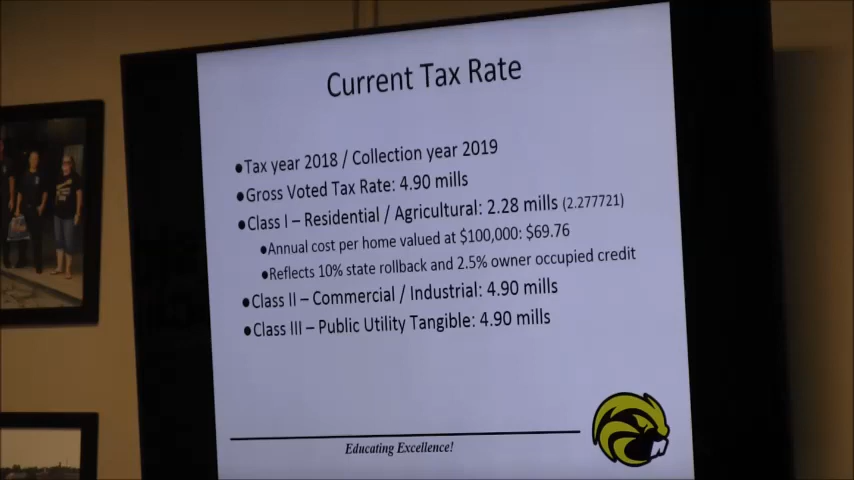 Current Tax Rate
●Tax year 2018 / Collection year 2019
●Gross Voted Tax Rate: 4.90 mills
●Class I – Residential / Agricultural: 2.28 mills (2.277721)
●Annual cost per home valued at $100,000: $69.76
●Reflects 10% state rollback and 2.5% owner occupied credit
●Class II – Commercial / Industrial: 4.90 mills
●Class III – Public Utility Tangible: 4.90 mills
Educating Excellence!